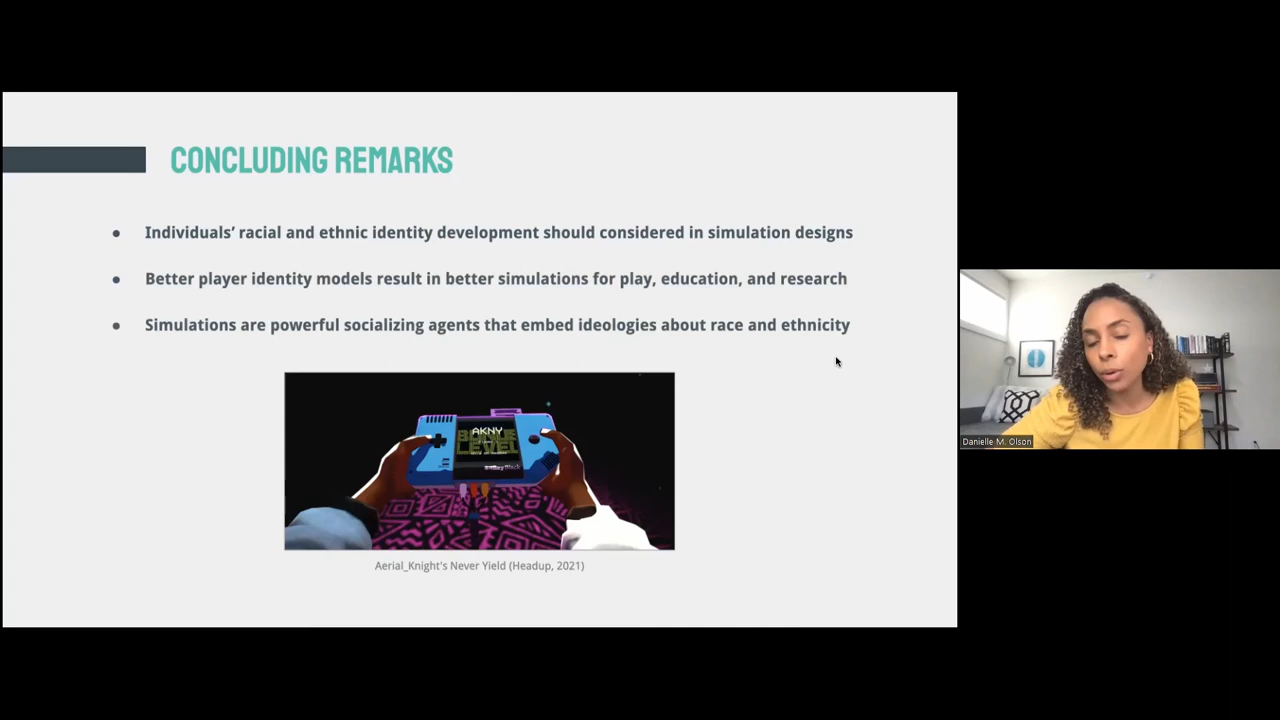 CONCLUDING REMARKS
• Individuals’ racial and ethnic identity development should considered in simulation designs
• Better player identity models result in better simulations for play, education, and research
• Simulations are powerful socializing agents that embed ideologies about race and ethnicity
AKNY
BONUS
LEVEL
Aerial_Knight's Never Yield (Headup, 2021)
Danielle M. Olson